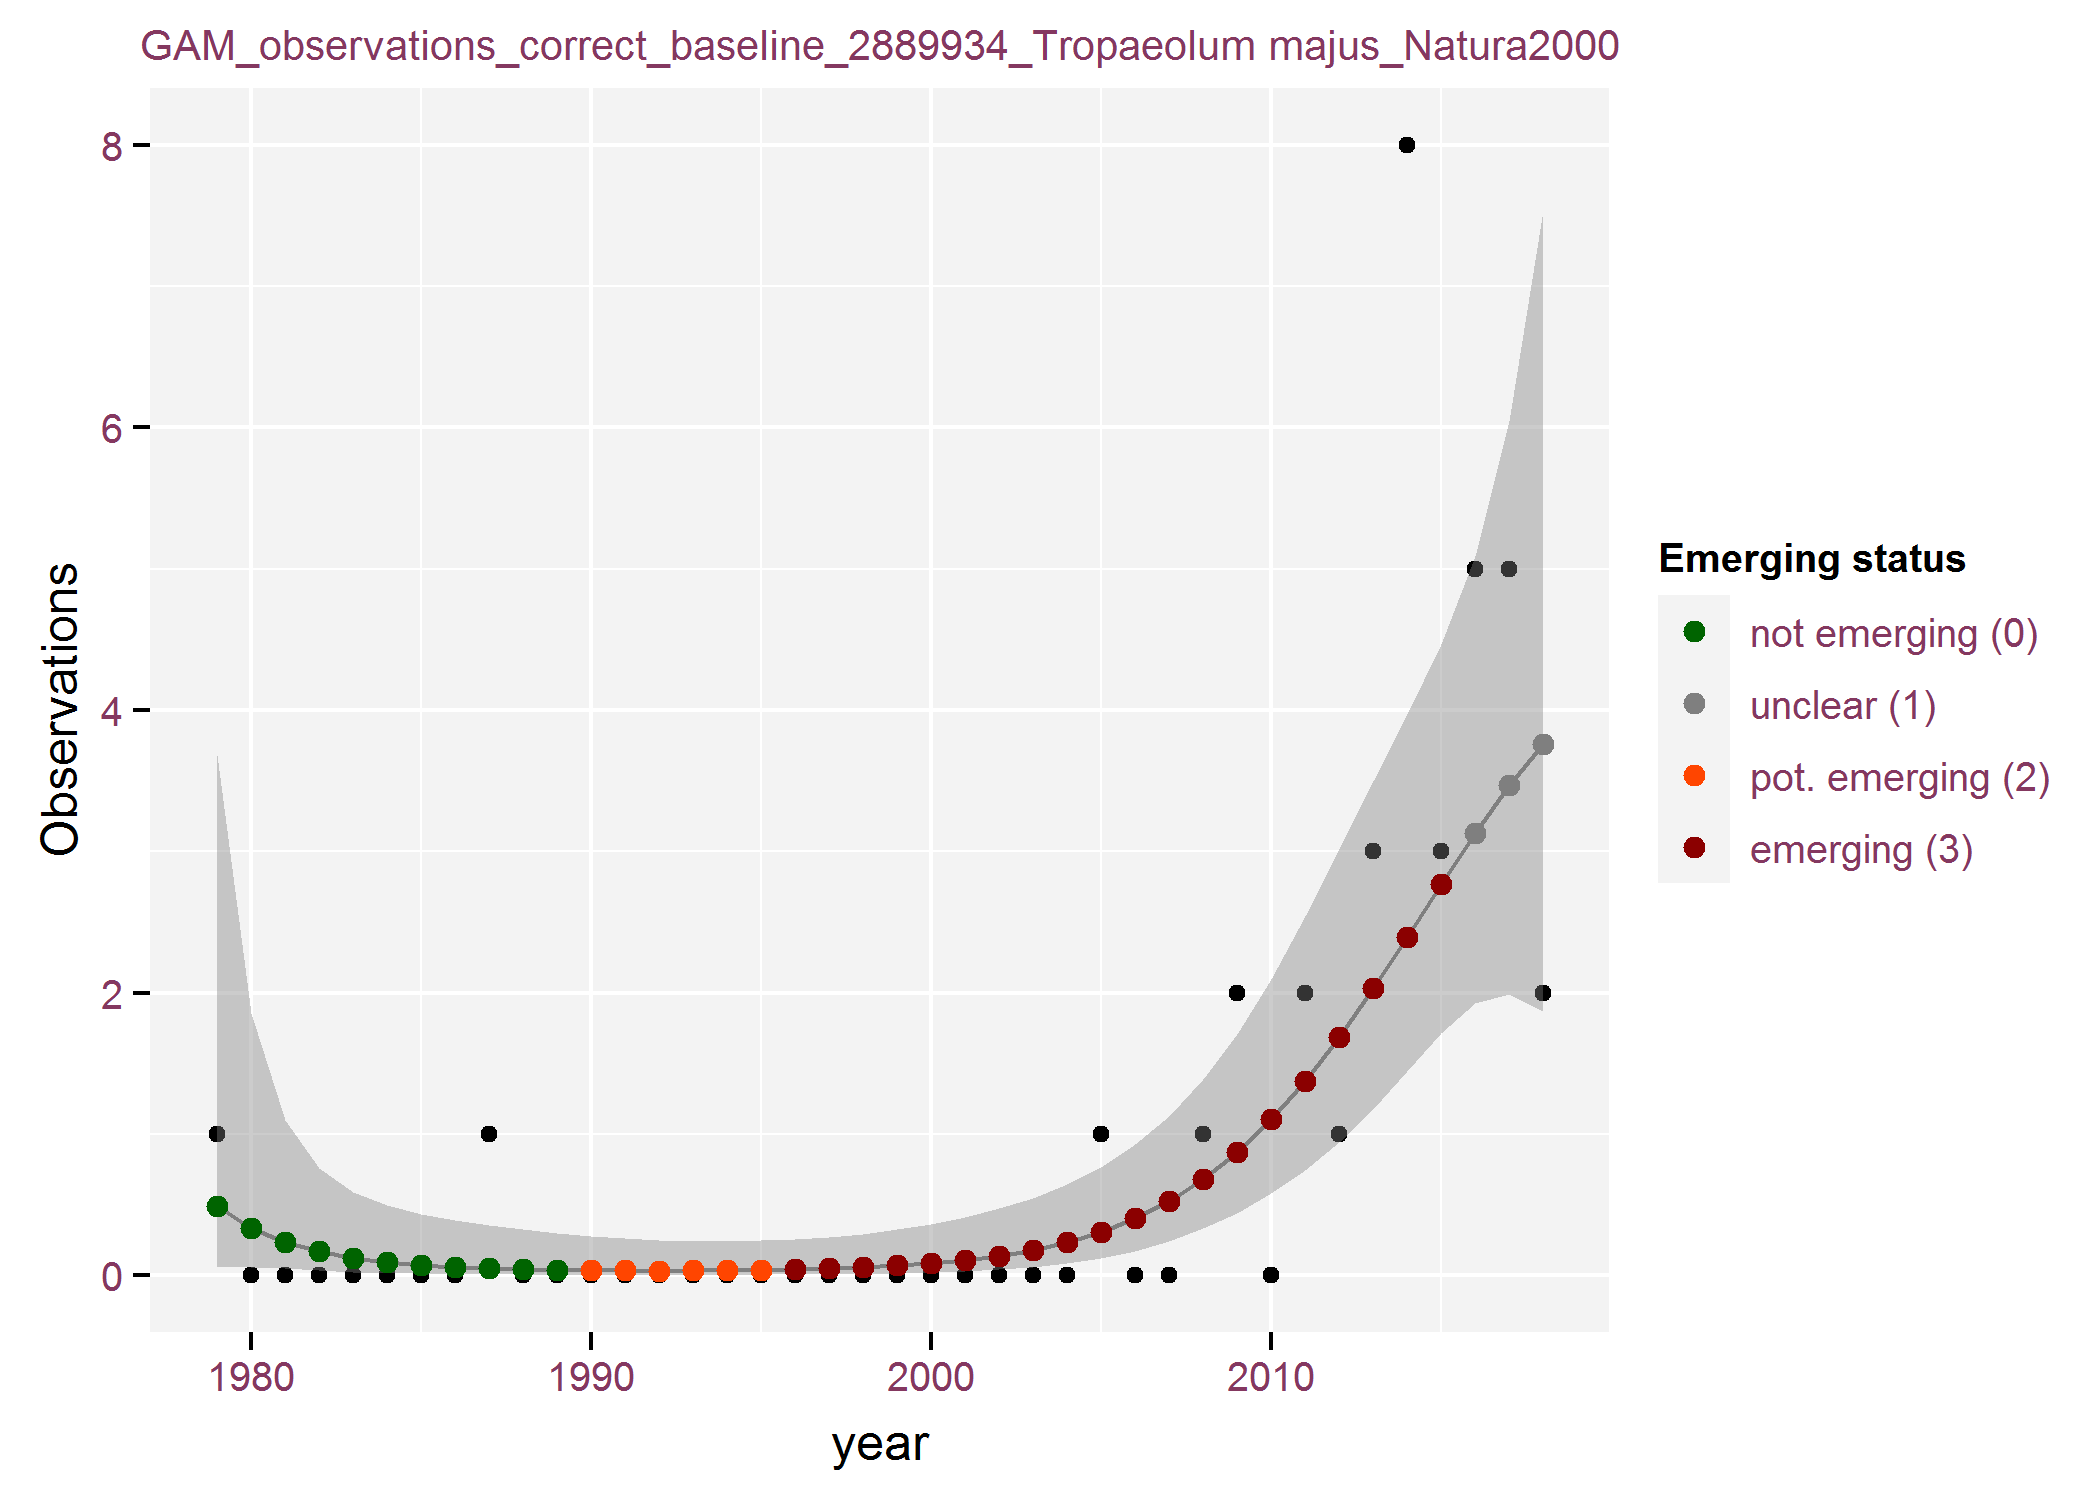 GAM_observations_correct_baseline_2889934_Tropaeolum majus_Natura2000
8
6
4
2
0
Observations
1980 1990 2000 2010
year
Emerging status
not emerging (0)
unclear (1)
pot. emerging (2)
emerging (3)